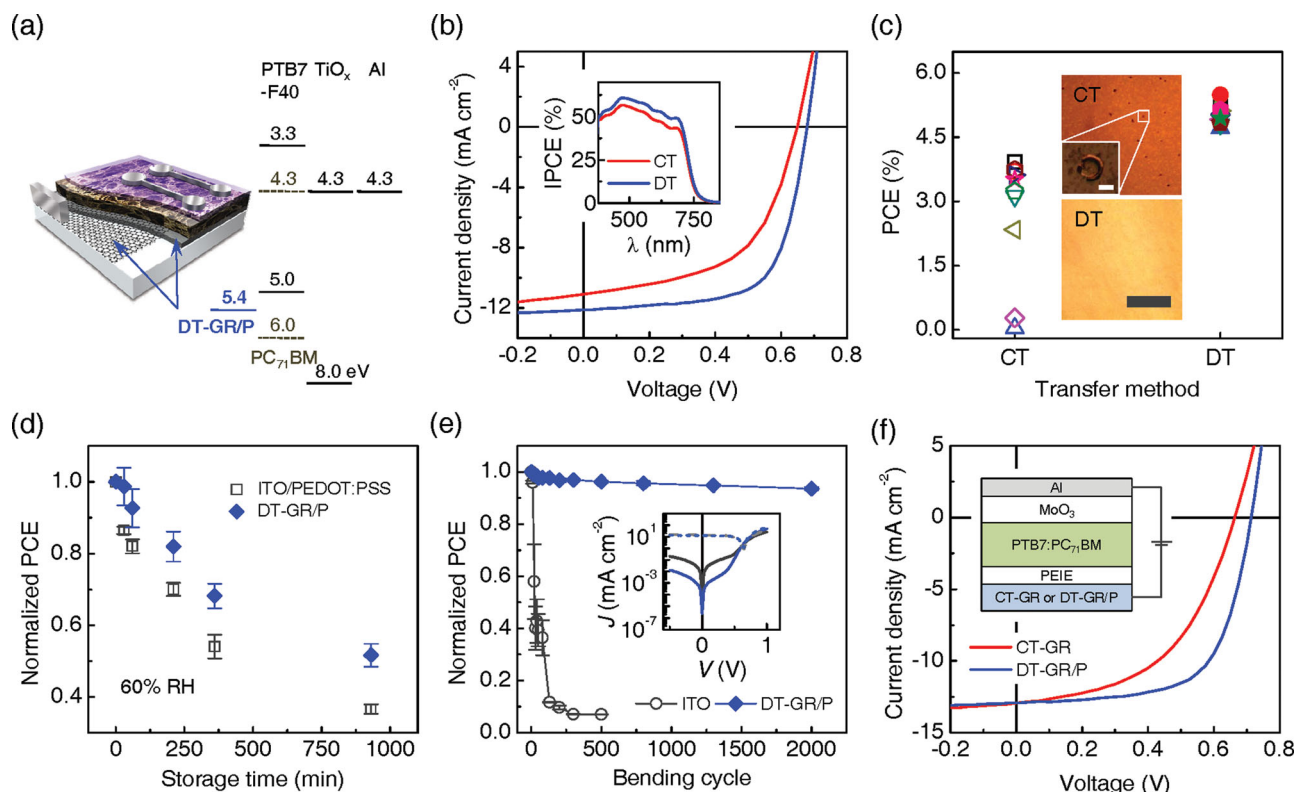 (a)
PTB7 TiOₓ Al
-F40
3.3
4.3 4.3 4.3
5.0
5.4
DT-GR/P
6.0
PC₇₁BM
8.0 eV
(b)
Current density (mA cm⁻²)
4
0
-4
-8
-12
-0.2 0.0 0.2 0.4 0.6 0.8
Voltage (V)
IPCE (%)
50
25
0
500 750
λ (nm)
CT
DT
(c)
PCE (%)
6.0
4.5
3.0
1.5
0.0
CT DT
Transfer method
CT
DT
(d)
Normalized PCE
1.0
0.8
0.6
0.4
0 250 500 750 1000
Storage time (min)
ITO/PEDOT:PSS
DT-GR/P
60% RH
(e)
Normalized PCE
1.0
0.8
0.6
0.4
0.2
0.0
0 500 1000 1500 2000
Bending cycle
J (mA cm⁻²)
10¹
10⁻³
10⁻⁷
0 1
V (V)
ITO DT-GR/P
(f)
Current density (mA cm⁻²)
5
0
-5
-10
-15
-0.2 0.0 0.2 0.4 0.6 0.8
Voltage (V)
Al
MoO₃
PTB7:PC₇₁BM
PEIE
CT-GR or DT-GR/P
CT-GR
DT-GR/P